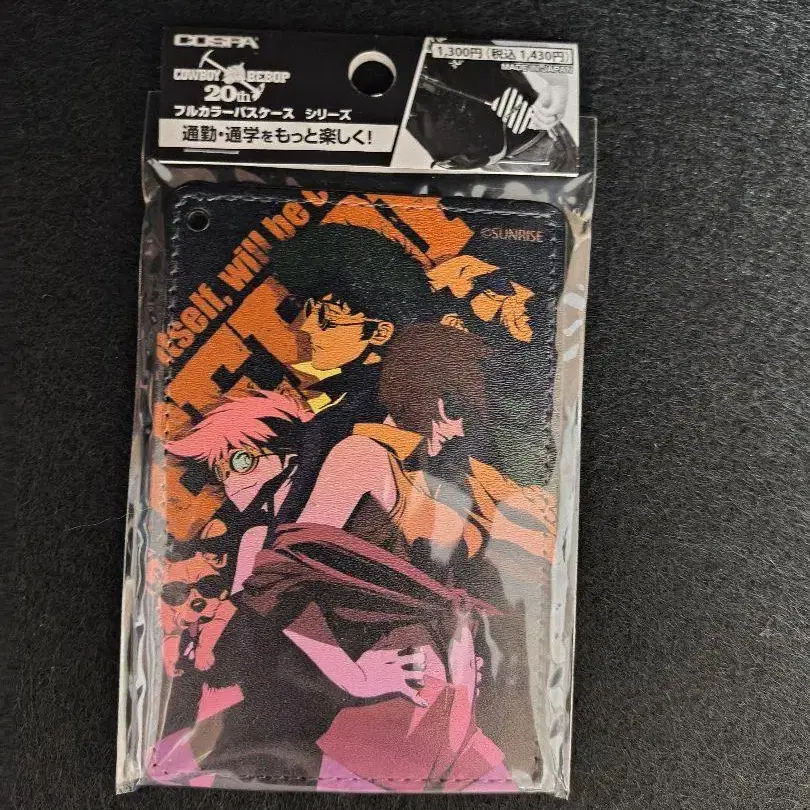 COSPA
1,300円(税込 1,430円)
MADE IN JAPAN
COWBOY BEBOP
20th
フルカラーパスケース シリーズ
通勤・通学をもっと楽しく!
©SUNRISE
itself, will be c